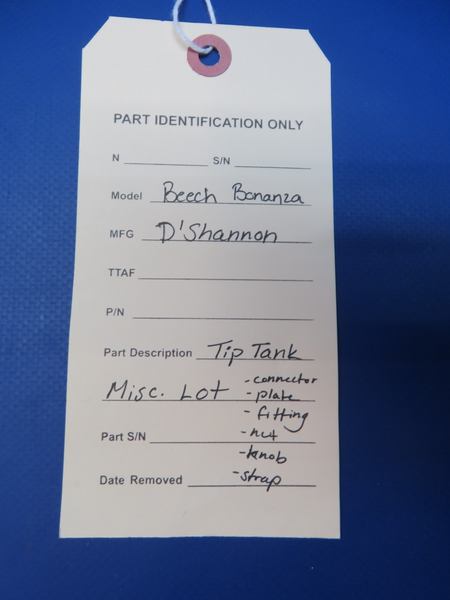 PART IDENTIFICATION ONLY
N S/N
Model Beech Bonanza
MFG D'Shannon
TTAF
P/N
Part Description Tip Tank
Misc. Lot - connector
- plate
- fitting
Part S/N - nut
- knob
Date Removed - strap